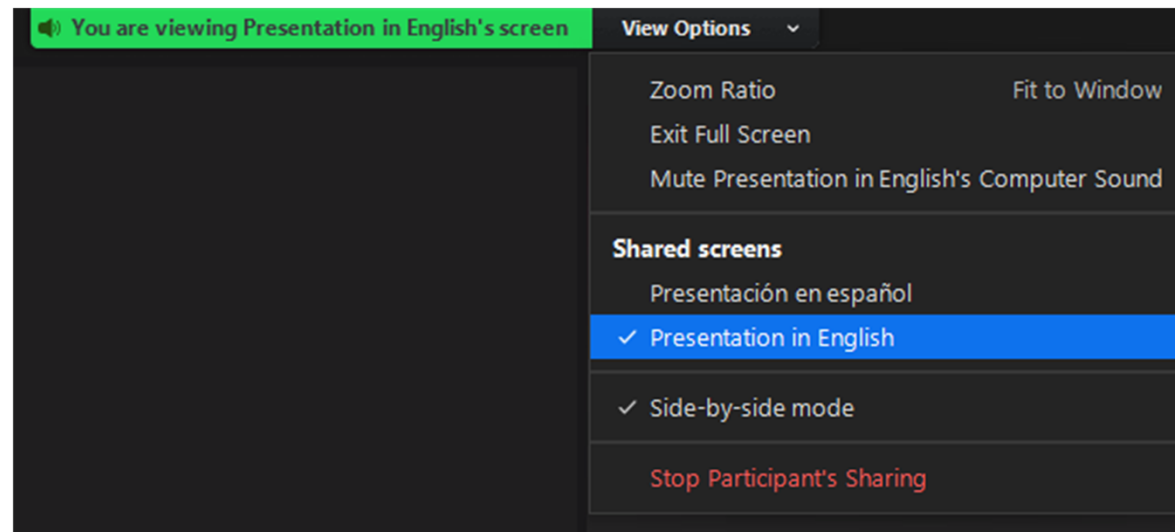 You are viewing Presentation in English's screen View Options
Zoom Ratio Fit to Window
Exit Full Screen
Mute Presentation in English's Computer Sound
Shared screens
Presentación en español
Presentation in English
Side-by-side mode
Stop Participant's Sharing